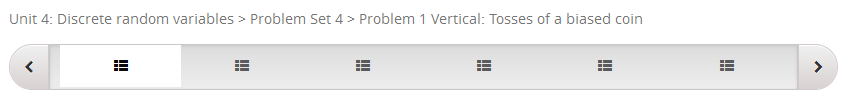 Unit 4: Discrete random variables > Problem Set 4 > Problem 1 Vertical: Tosses of a biased coin